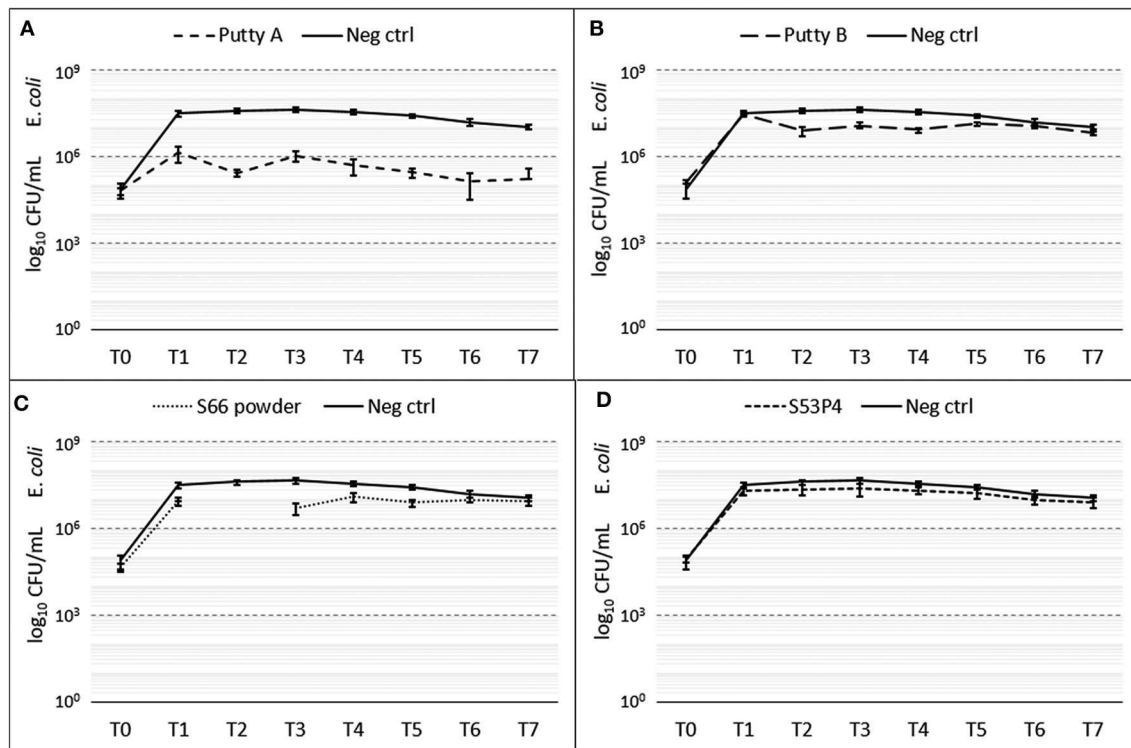 A
Putty A Neg ctrl
log₁₀ CFU/mL E. coli
10⁹
10⁶
10³
10⁰
T0 T1 T2 T3 T4 T5 T6 T7
B
Putty B Neg ctrl
log₁₀ CFU/mL E. coli
10⁹
10⁶
10³
10⁰
T0 T1 T2 T3 T4 T5 T6 T7
C
S66 powder Neg ctrl
log₁₀ CFU/mL E. coli
10⁹
10⁶
10³
10⁰
T0 T1 T2 T3 T4 T5 T6 T7
D
S53P4 Neg ctrl
log₁₀ CFU/mL E. coli
10⁹
10⁶
10³
10⁰
T0 T1 T2 T3 T4 T5 T6 T7